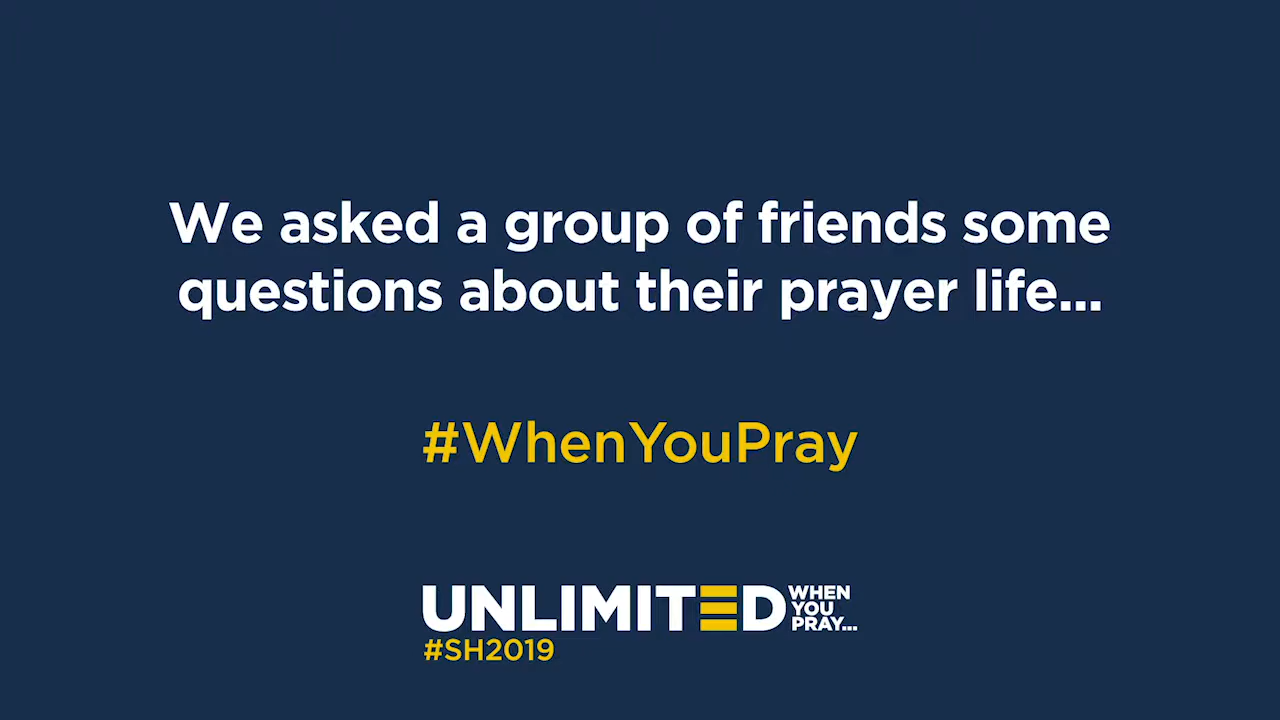 We asked a group of friends some
questions about their prayer life...
#WhenYouPray
UNLIMITED
WHEN
YOU
PRAY...
#SH2019